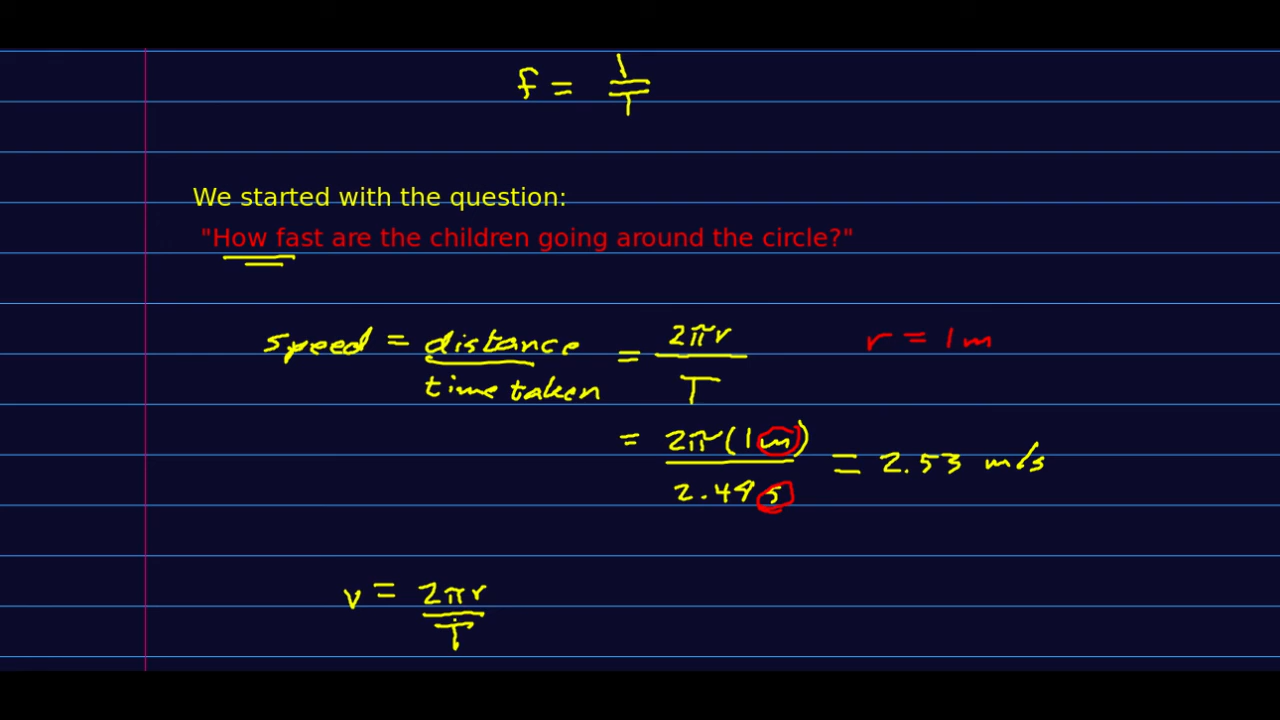 f = 1/T
We started with the question:
"How fast are the children going around the circle?"
speed = distance / time taken = 2πr / T r = 1m
= 2π(1m) / 2.49s = 2.53 m/s
v = 2πr / T